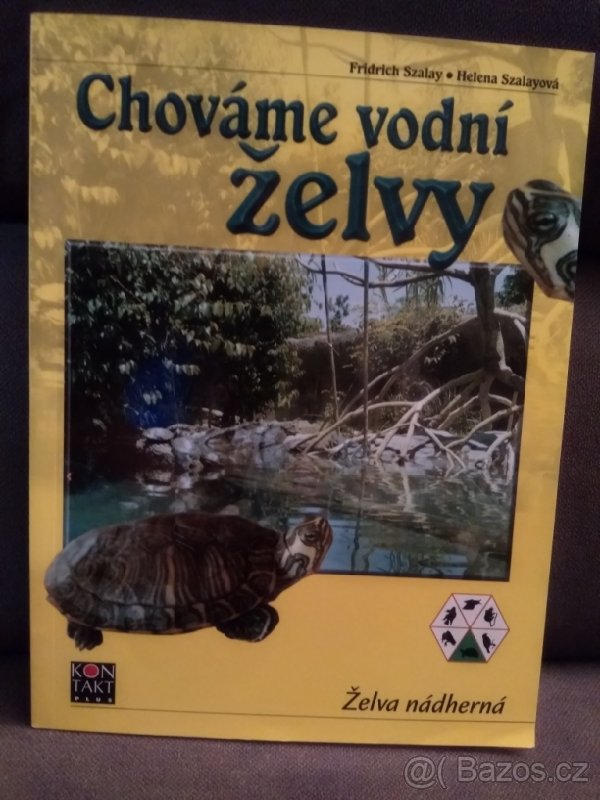 Fridrich Szalay • Helena Szalayová
Chováme vodní
želvy
KON
TAKT
PLUS
Želva nádherná
@( Bazos.cz